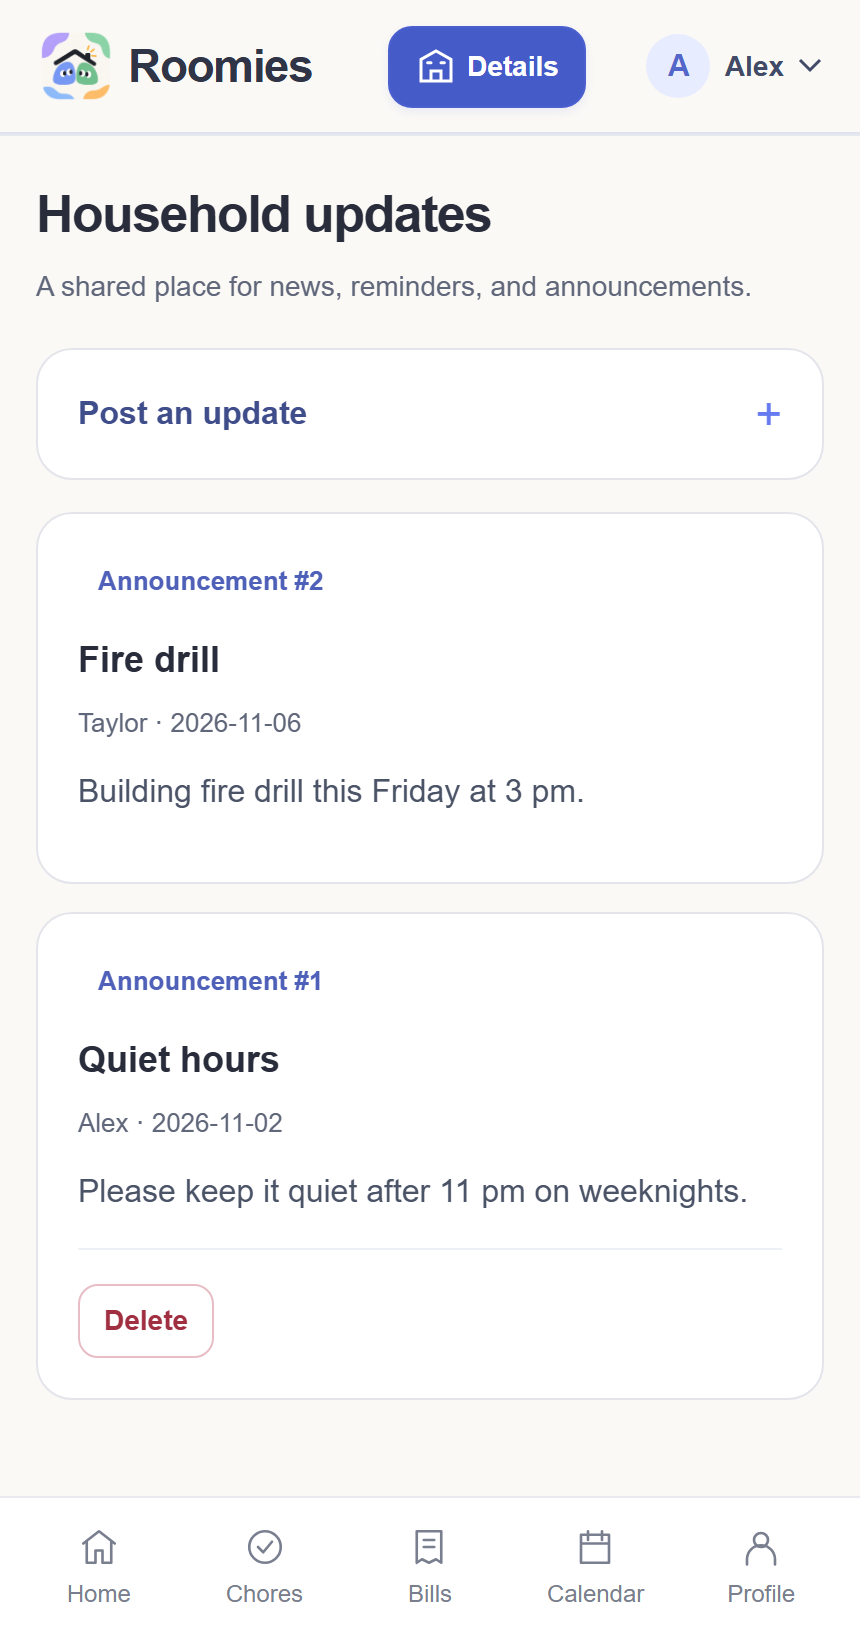 Roomies
Details
A
Alex
Household updates
A shared place for news, reminders, and announcements.
Post an update
+
Announcement #2
Fire drill
Taylor · 2026-11-06
Building fire drill this Friday at 3 pm.
Announcement #1
Quiet hours
Alex · 2026-11-02
Please keep it quiet after 11 pm on weeknights.
Delete
Home
Chores
Bills
Calendar
Profile